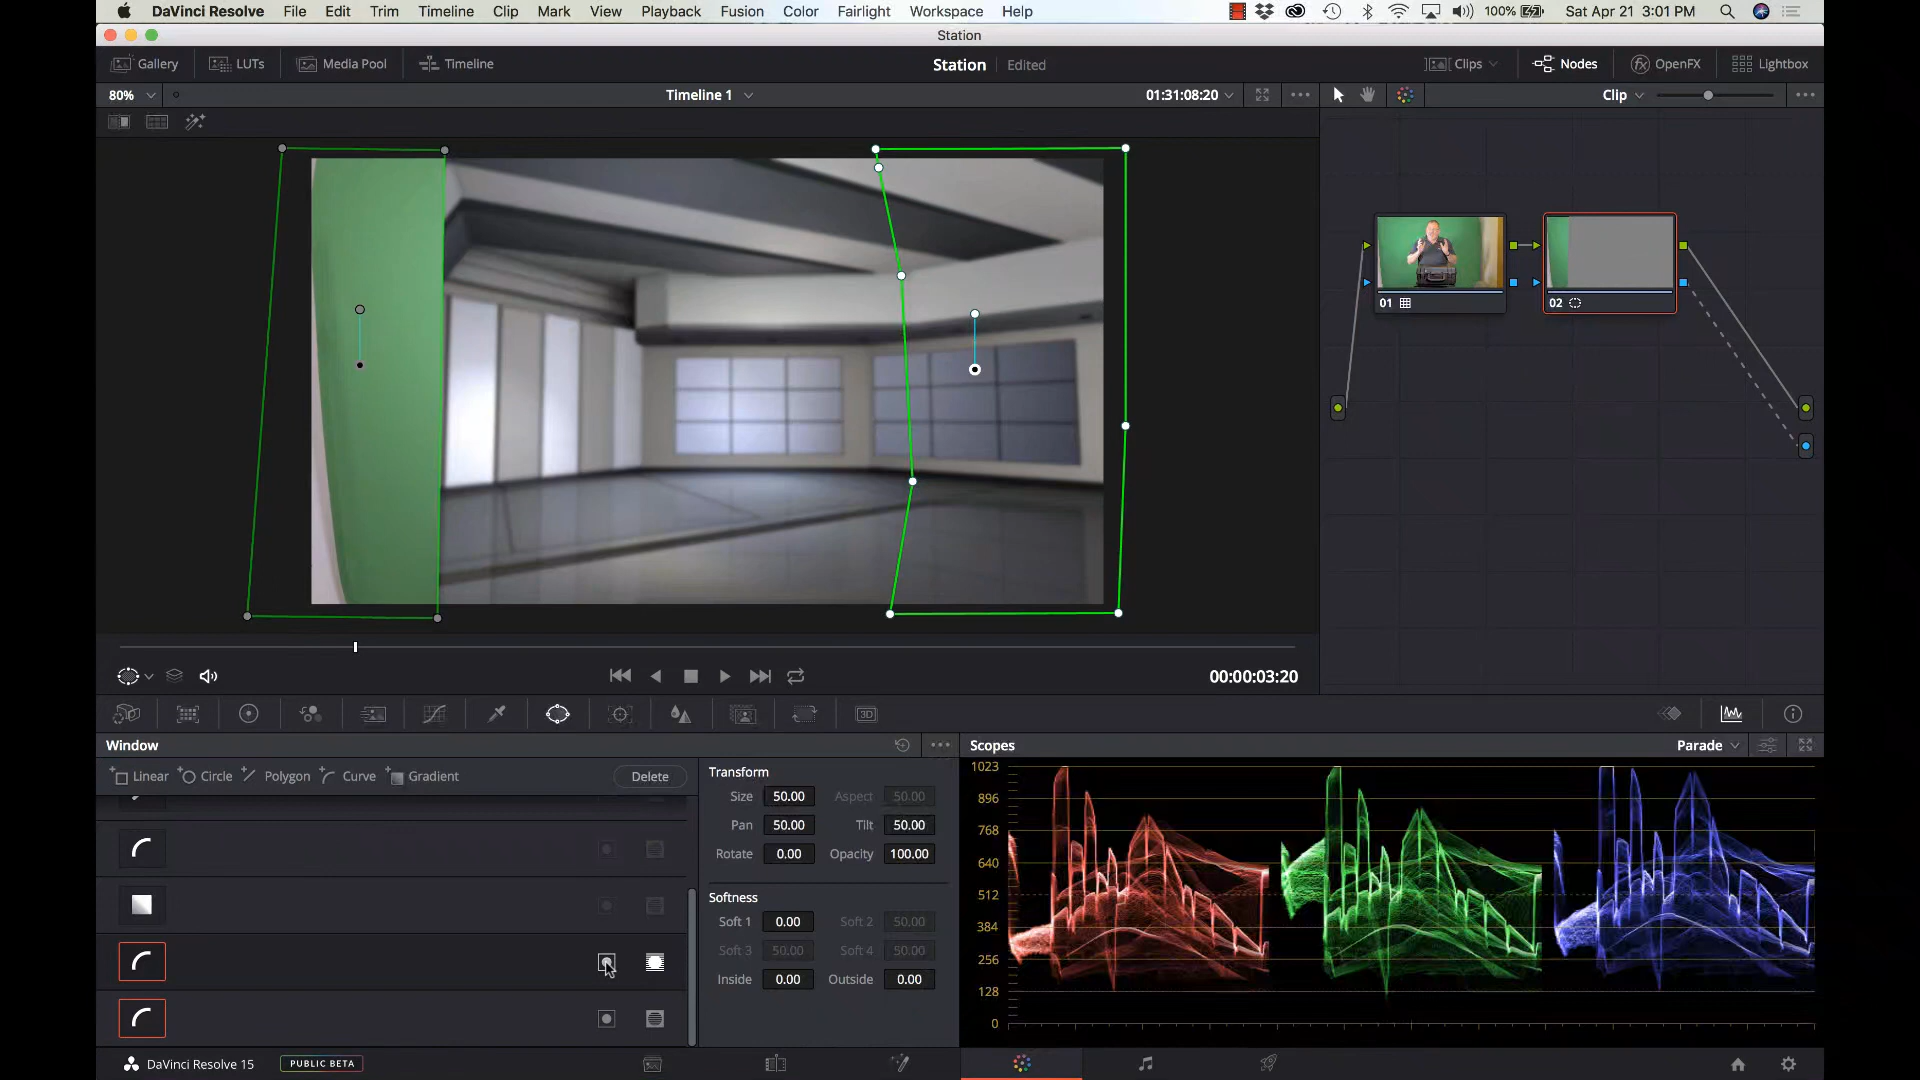 DaVinci Resolve File Edit Trim Timeline Clip Mark View Playback Fusion Color Fairlight Workspace Help 100% Sat Apr 21 3:01 PM
Station
Gallery LUTs Media Pool Timeline Station Edited Clips Nodes OpenFX Lightbox
80% Timeline 1 01:31:08:20 Clip
01 02
00:00:03:20
3D
Window Scopes Parade
Linear Circle Polygon Curve Gradient Delete
Transform
Size 50.00 Aspect 50.00
Pan 50.00 Tilt 50.00
Rotate 0.00 Opacity 100.00
Softness
Soft 1 0.00 Soft 2 50.00
Soft 3 50.00 Soft 4 50.00
Inside 0.00 Outside 0.00
1023
896
768
640
512
384
256
128
0
DaVinci Resolve 15 PUBLIC BETA